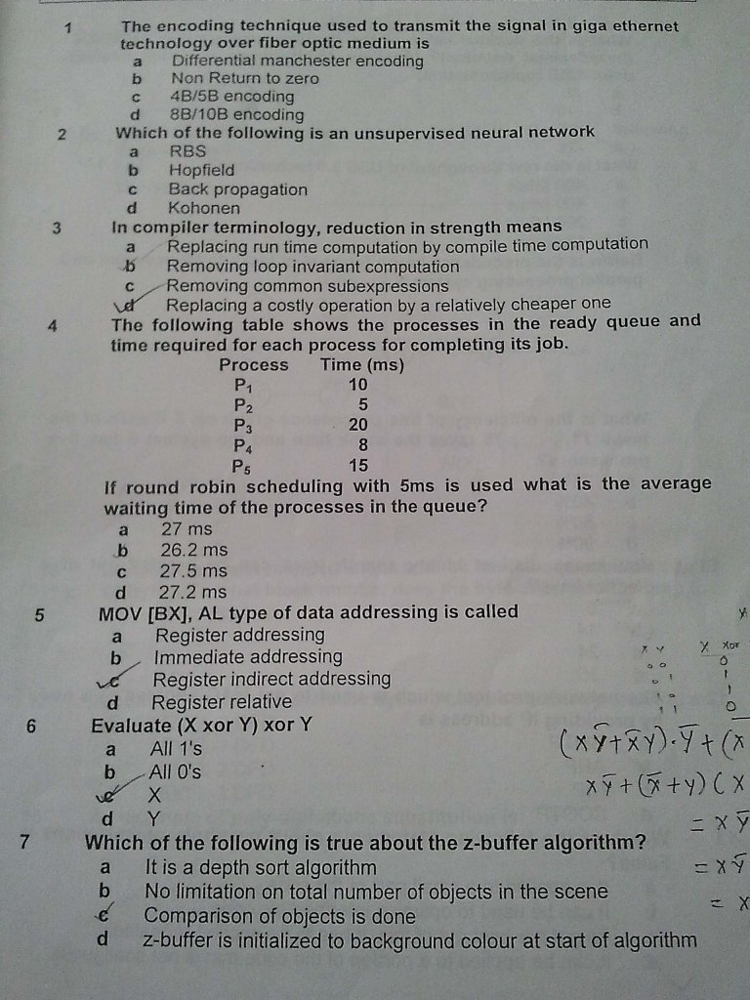 1 The encoding technique used to transmit the signal in giga ethernet
technology over fiber optic medium is
a Differential manchester encoding
b Non Return to zero
c 4B/5B encoding
d 8B/10B encoding
2 Which of the following is an unsupervised neural network
a RBS
b Hopfield
c Back propagation
d Kohonen
3 In compiler terminology, reduction in strength means
a Replacing run time computation by compile time computation
b Removing loop invariant computation
c Removing common subexpressions
d Replacing a costly operation by a relatively cheaper one
4 The following table shows the processes in the ready queue and
time required for each process for completing its job.
Process Time (ms)
P1 10
P2 5
P3 20
P4 8
P5 15
If round robin scheduling with 5ms is used what is the average
waiting time of the processes in the queue?
a 27 ms
b 26.2 ms
c 27.5 ms
d 27.2 ms
5 MOV [BX], AL type of data addressing is called
a Register addressing
b Immediate addressing
c Register indirect addressing
d Register relative
x y X xor
0 0 0
0 1 1
1 0 1
1 1 0
6 Evaluate (X xor Y) xor Y
a All 1's
b All 0's
c X
d Y
(xȳ+x̄y)·ȳ+(x
xȳ+(x̄+y)(x
= xȳ
= xȳ
= x
7 Which of the following is true about the z-buffer algorithm?
a It is a depth sort algorithm
b No limitation on total number of objects in the scene
c Comparison of objects is done
d z-buffer is initialized to background colour at start of algorithm